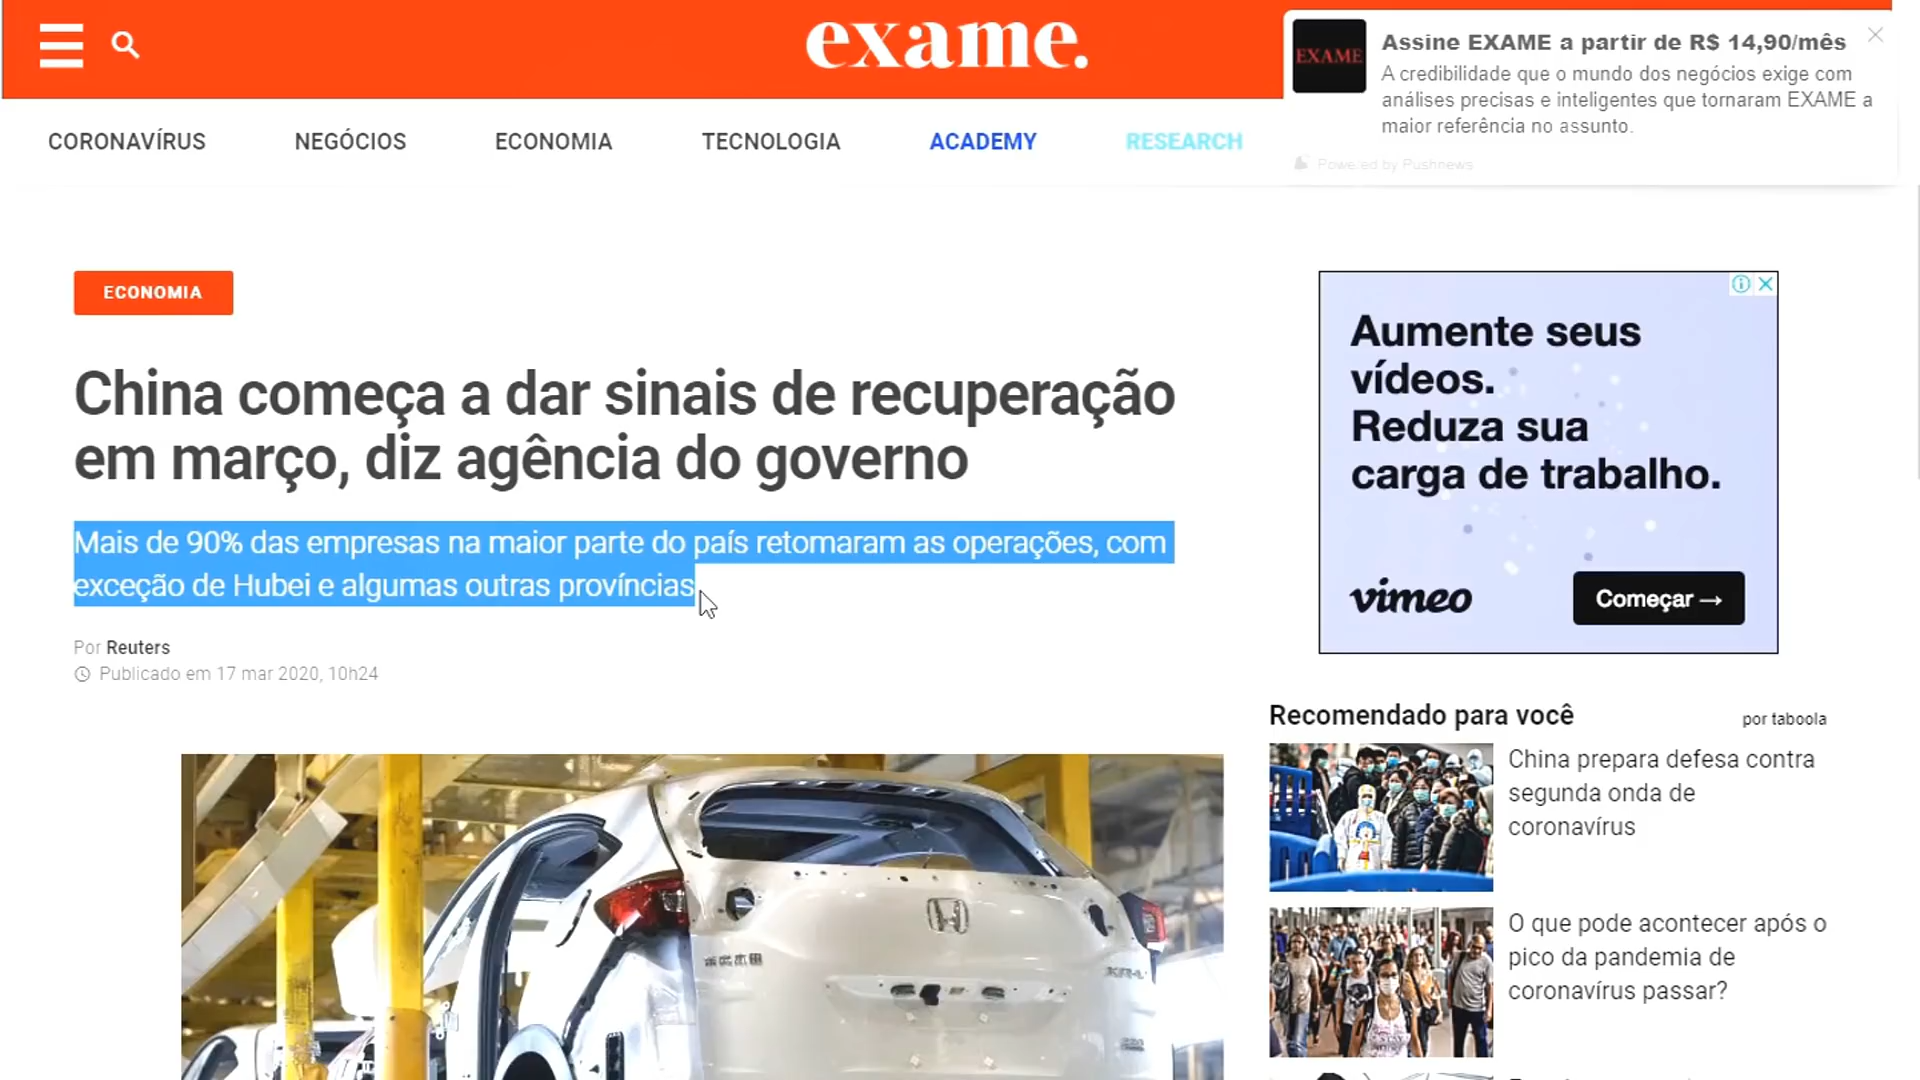 exame.
EXAME
Assine EXAME a partir de R$ 14,90/mês
A credibilidade que o mundo dos negócios exige com
análises precisas e inteligentes que tornaram EXAME a
maior referência no assunto.
Powered by Pushnews
CORONAVÍRUS
NEGÓCIOS
ECONOMIA
TECNOLOGIA
ACADEMY
RESEARCH
ECONOMIA
China começa a dar sinais de recuperação
em março, diz agência do governo
Mais de 90% das empresas na maior parte do país retomaram as operações, com
exceção de Hubei e algumas outras províncias
Por Reuters
Publicado em 17 mar 2020, 10h24
Aumente seus
vídeos.
Reduza sua
carga de trabalho.
vimeo
Começar →
Recomendado para você
por taboola
China prepara defesa contra
segunda onda de
coronavírus
O que pode acontecer após o
pico da pandemia de
coronavírus passar?